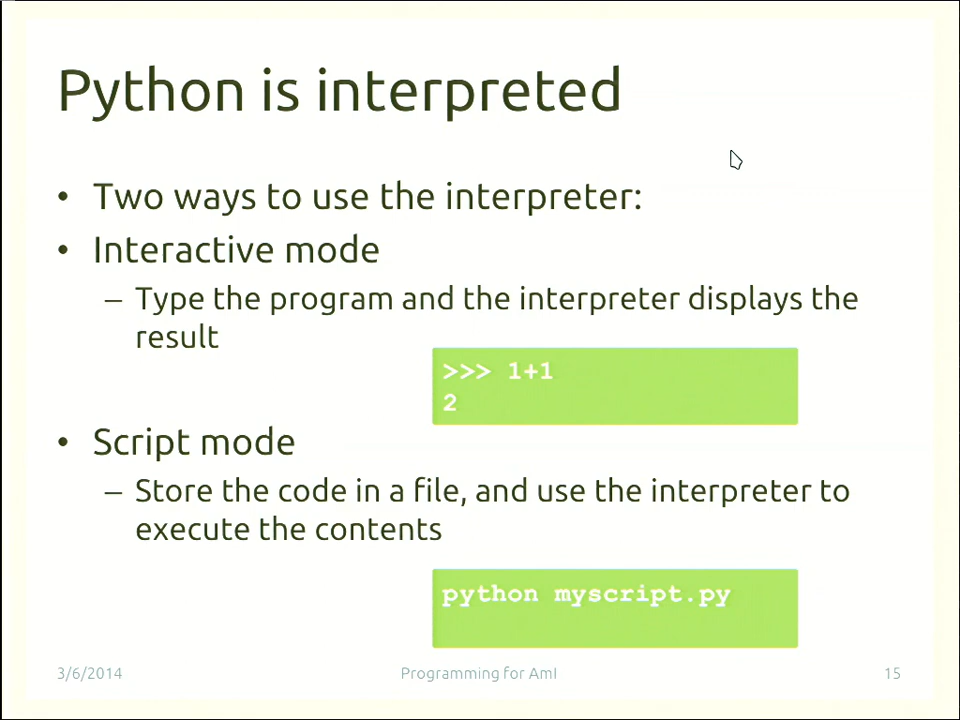 Python is interpreted
• Two ways to use the interpreter:
• Interactive mode
– Type the program and the interpreter displays the
result
>>> 1+1
2
• Script mode
– Store the code in a file, and use the interpreter to
execute the contents
python myscript.py
3/6/2014 Programming for AmI 15